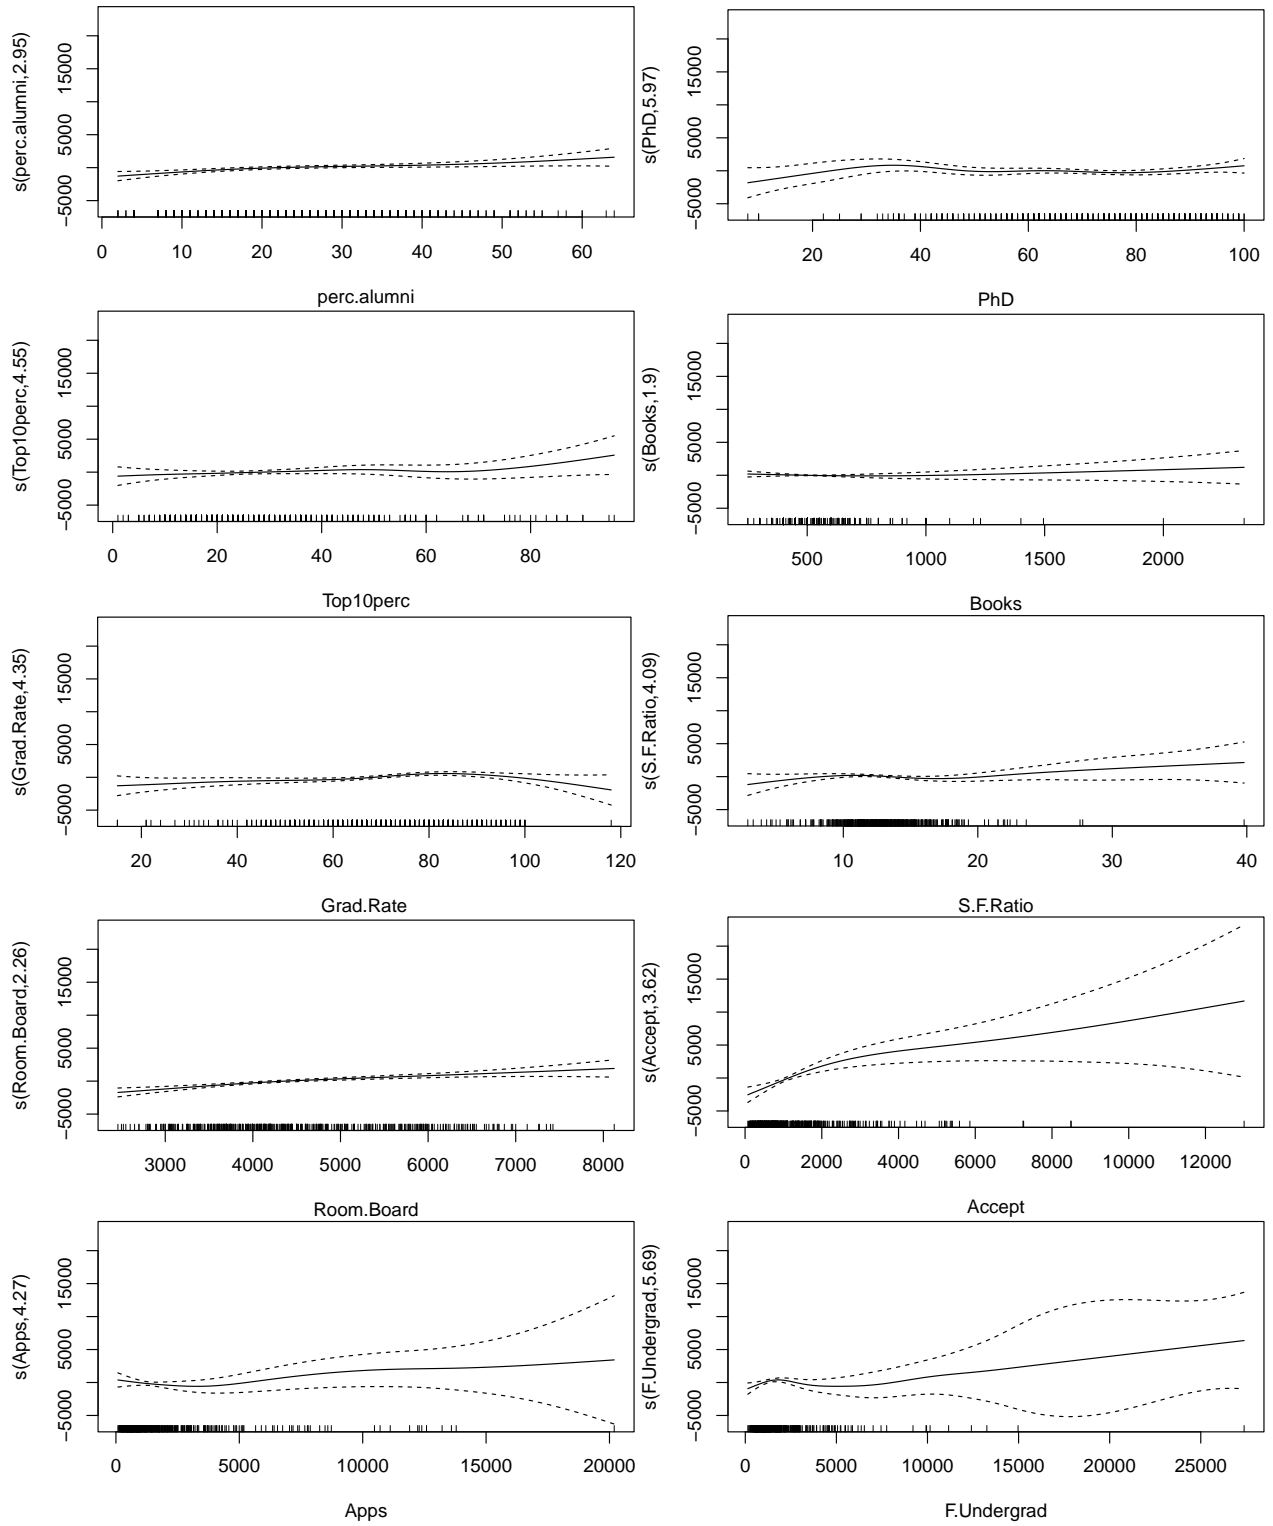 s(perc.alumni,2.95)
−5000 5000 15000
0 10 20 30 40 50 60
perc.alumni
s(PhD,5.97)
−5000 5000 15000
20 40 60 80 100
PhD
s(Top10perc,4.55)
−5000 5000 15000
0 20 40 60 80
Top10perc
s(Books,1.9)
−5000 5000 15000
500 1000 1500 2000
Books
s(Grad.Rate,4.35)
−5000 5000 15000
20 40 60 80 100 120
Grad.Rate
s(S.F.Ratio,4.09)
−5000 5000 15000
10 20 30 40
S.F.Ratio
s(Room.Board,2.26)
−5000 5000 15000
3000 4000 5000 6000 7000 8000
Room.Board
s(Accept,3.62)
−5000 5000 15000
0 2000 4000 6000 8000 10000 12000
Accept
s(Apps,4.27)
−5000 5000 15000
0 5000 10000 15000 20000
Apps
s(F.Undergrad,5.69)
−5000 5000 15000
0 5000 10000 15000 20000 25000
F.Undergrad